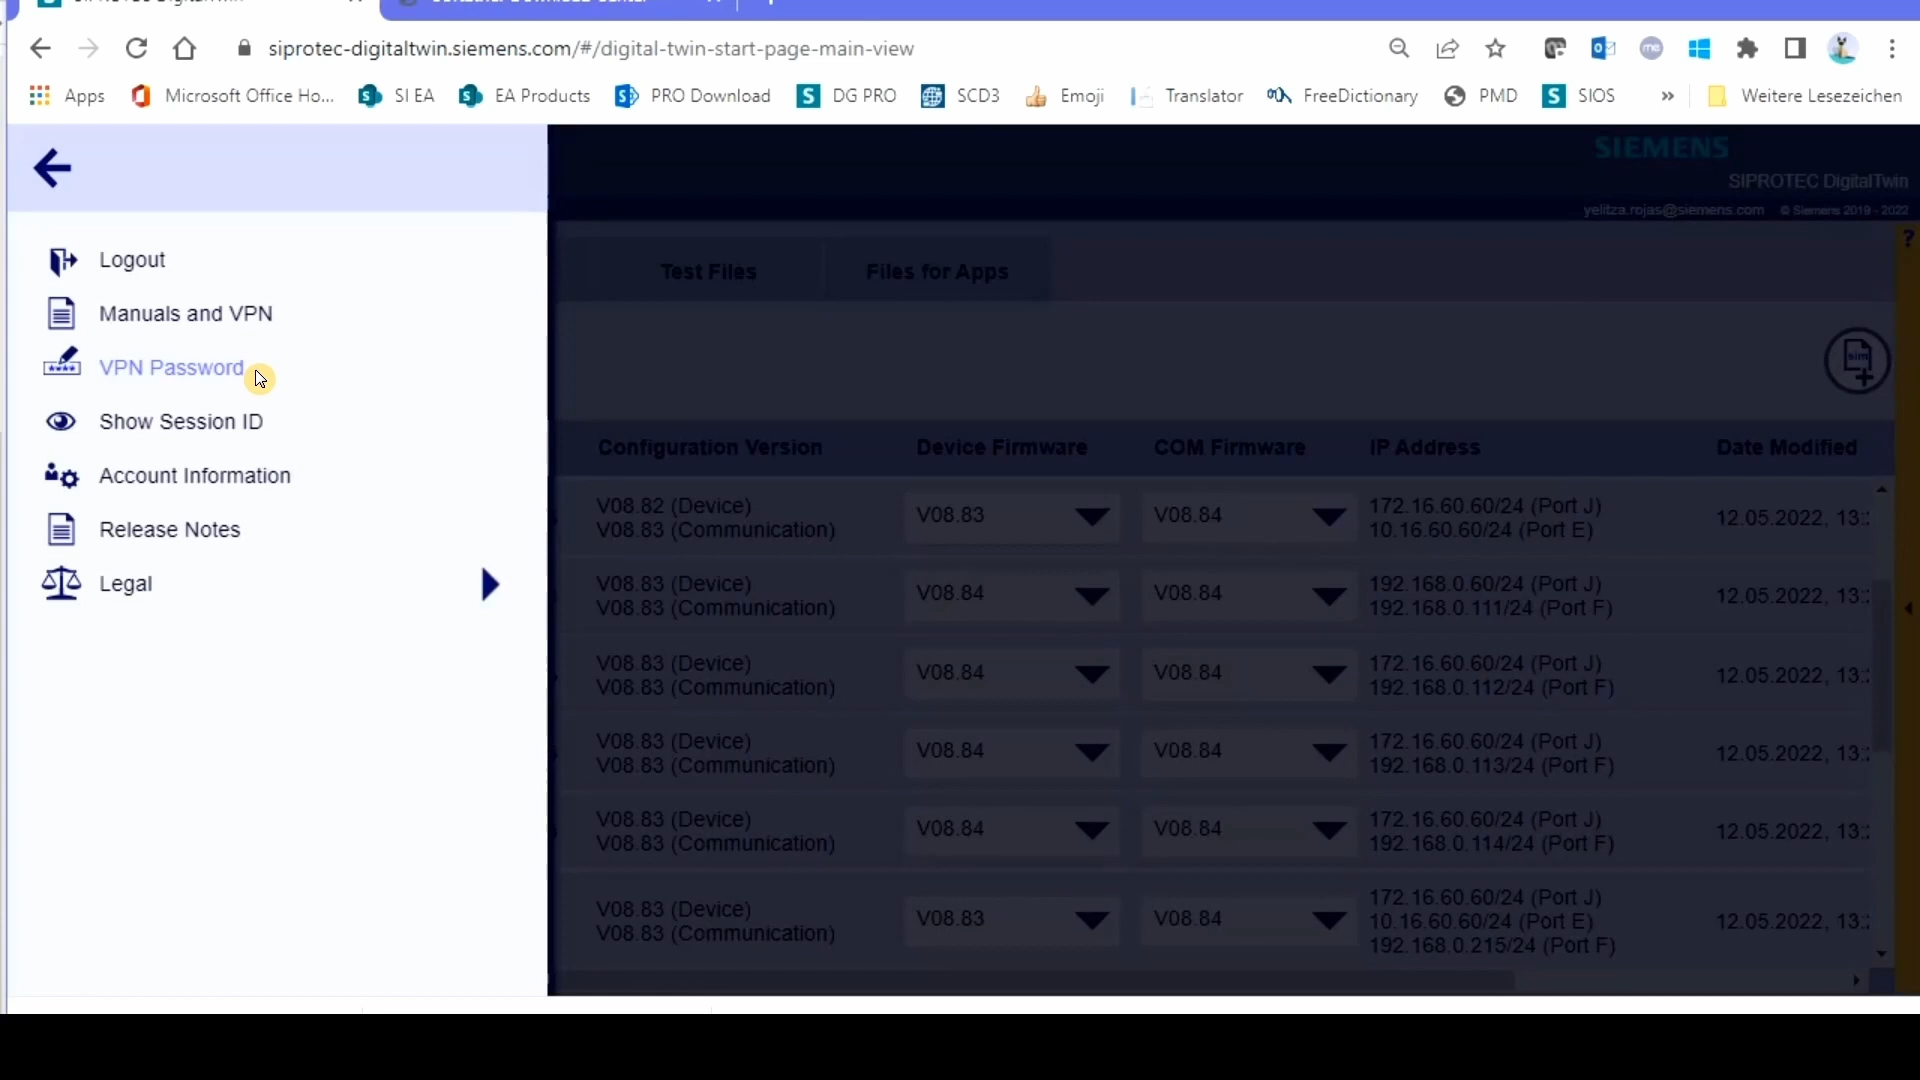 siprotec-digitaltwin.siemens.com/#/digital-twin-start-page-main-view
Apps Microsoft Office Ho... SI EA EA Products PRO Download DG PRO SCD3 Emoji Translator FreeDictionary PMD SIOS » Weitere Lesezeichen
SIEMENS
SIPROTEC DigitalTwin
yelitza.rojas@siemens.com © Siemens 2019 - 2022
Logout
Manuals and VPN
VPN Password
Show Session ID
Account Information
Release Notes
Legal
?
Test Files Files for Apps
sim
Configuration Version Device Firmware COM Firmware IP Address Date Modified
V08.82 (Device) V08.83 V08.84 172.16.60.60/24 (Port J) 12.05.2022, 13:
V08.83 (Communication) 10.16.60.60/24 (Port E)
V08.83 (Device) V08.84 V08.84 192.168.0.60/24 (Port J) 12.05.2022, 13:
V08.83 (Communication) 192.168.0.111/24 (Port F)
V08.83 (Device) V08.84 V08.84 172.16.60.60/24 (Port J) 12.05.2022, 13:
V08.83 (Communication) 192.168.0.112/24 (Port F)
V08.83 (Device) V08.84 V08.84 172.16.60.60/24 (Port J) 12.05.2022, 13:
V08.83 (Communication) 192.168.0.113/24 (Port F)
V08.83 (Device) V08.84 V08.84 172.16.60.60/24 (Port J) 12.05.2022, 13:
V08.83 (Communication) 192.168.0.114/24 (Port F)
V08.83 (Device) V08.83 V08.84 172.16.60.60/24 (Port J) 12.05.2022, 13:
V08.83 (Communication) 10.16.60.60/24 (Port E)
192.168.0.215/24 (Port F)